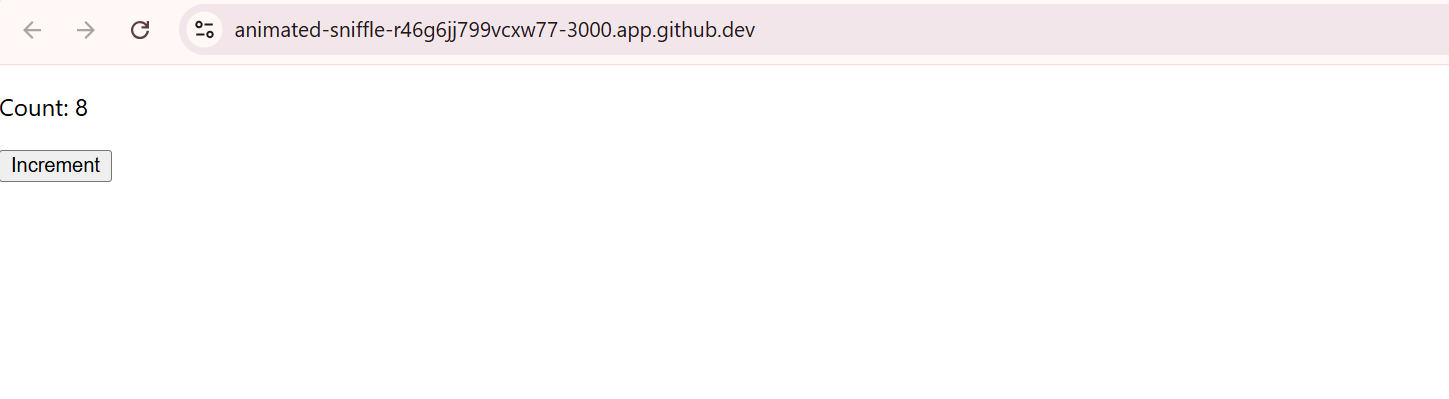 animated-sniffle-r46g6jj799vcxw77-3000.app.github.dev
Count: 8
Increment